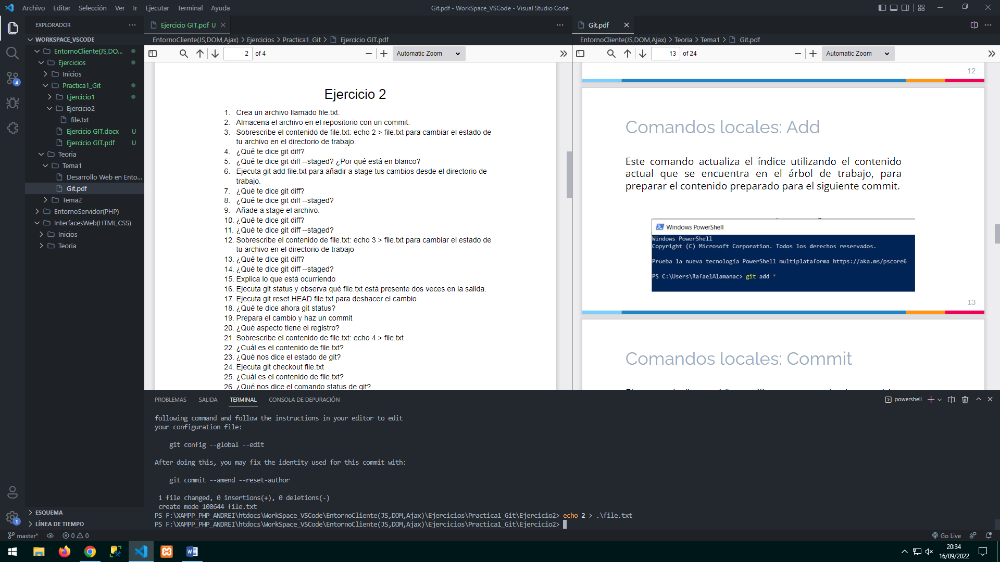 Archivo Editar Selección Ver Ir Ejecutar Terminal Ayuda
Git.pdf - WorkSpace_VSCode - Visual Studio Code
EXPLORADOR
WORKSPACE_VSCODE
EntornoCliente(JS,DO...
Ejercicios
Inicios
Practica1_Git
Ejercicio1
Ejercicio2
file.txt
Ejercicio GIT.docx U
Ejercicio GIT.pdf U
Teoria
Tema1
Desarrollo Web en Ento...
Git.pdf
Tema2
EntornoServidor(PHP)
InterfacesWeb(HTML,CSS)
Inicios
Teoria
ESQUEMA
LÍNEA DE TIEMPO
4
1
Ejercicio GIT.pdf U
EntornoCliente(JS,DOM,Ajax) > Ejercicios > Practica1_Git > Ejercicio GIT.pdf
2 of 4
Automatic Zoom
Ejercicio 2
1. Crea un archivo llamado file.txt.
2. Almacena el archivo en el repositorio con un commit.
3. Sobrescribe el contenido de file.txt: echo 2 > file.txt para cambiar el estado de
tu archivo en el directorio de trabajo.
4. ¿Qué te dice git diff?
5. ¿Qué te dice git diff --staged? ¿Por qué está en blanco?
6. Ejecuta git add file.txt para añadir a stage tus cambios desde el directorio de
trabajo.
7. ¿Qué te dice git diff?
8. ¿Qué te dice git diff --staged?
9. Añade a stage el archivo.
10. ¿Qué te dice git diff?
11. ¿Qué te dice git diff --staged?
12. Sobrescribe el contenido de file.txt: echo 3 > file.txt para cambiar el estado de
tu archivo en el directorio de trabajo
13. ¿Qué te dice git diff?
14. ¿Qué te dice git diff --staged?
15. Explica lo que está ocurriendo
16. Ejecuta git status y observa qué file.txt está presente dos veces en la salida.
17. Ejecuta git reset HEAD file.txt para deshacer el cambio
18. ¿Qué te dice ahora git status?
19. Prepara el cambio y haz un commit
20. ¿Qué aspecto tiene el registro?
21. Sobrescribe el contenido de file.txt: echo 4 > file.txt
22. ¿Cuál es el contenido de file.txt?
23. ¿Qué nos dice el estado de git?
24. Ejecuta git checkout file.txt
25. ¿Cuál es el contenido de file.txt?
26. ¿Qué nos dice el comando status de git?
Git.pdf
EntornoCliente(JS,DOM,Ajax) > Teoria > Tema1 > Git.pdf
13 of 24
Automatic Zoom
12
Comandos locales: Add
Este comando actualiza el índice utilizando el contenido
actual que se encuentra en el árbol de trabajo, para
preparar el contenido preparado para el siguiente commit.
Windows PowerShell
Windows PowerShell
Copyright (C) Microsoft Corporation. Todos los derechos reservados.
Prueba la nueva tecnología PowerShell multiplataforma https://aka.ms/pscore6
PS C:\Users\RafaelAlamanac> git add *
13
Comandos locales: Commit
PROBLEMAS SALIDA TERMINAL CONSOLA DE DEPURACIÓN
powershell
following command and follow the instructions in your editor to edit
your configuration file:
git config --global --edit
After doing this, you may fix the identity used for this commit with:
git commit --amend --reset-author
1 file changed, 0 insertions(+), 0 deletions(-)
create mode 100644 file.txt
PS F:\XAMPP_PHP_ANDREI\htdocs\WorkSpace_VSCode\EntornoCliente(JS,DOM,Ajax)\Ejercicios\Practica1_Git\Ejercicio2> echo 2 > .\file.txt
PS F:\XAMPP_PHP_ANDREI\htdocs\WorkSpace_VSCode\EntornoCliente(JS,DOM,Ajax)\Ejercicios\Practica1_Git\Ejercicio2>
master* 0 0
Go Live
20:34
16/09/2022